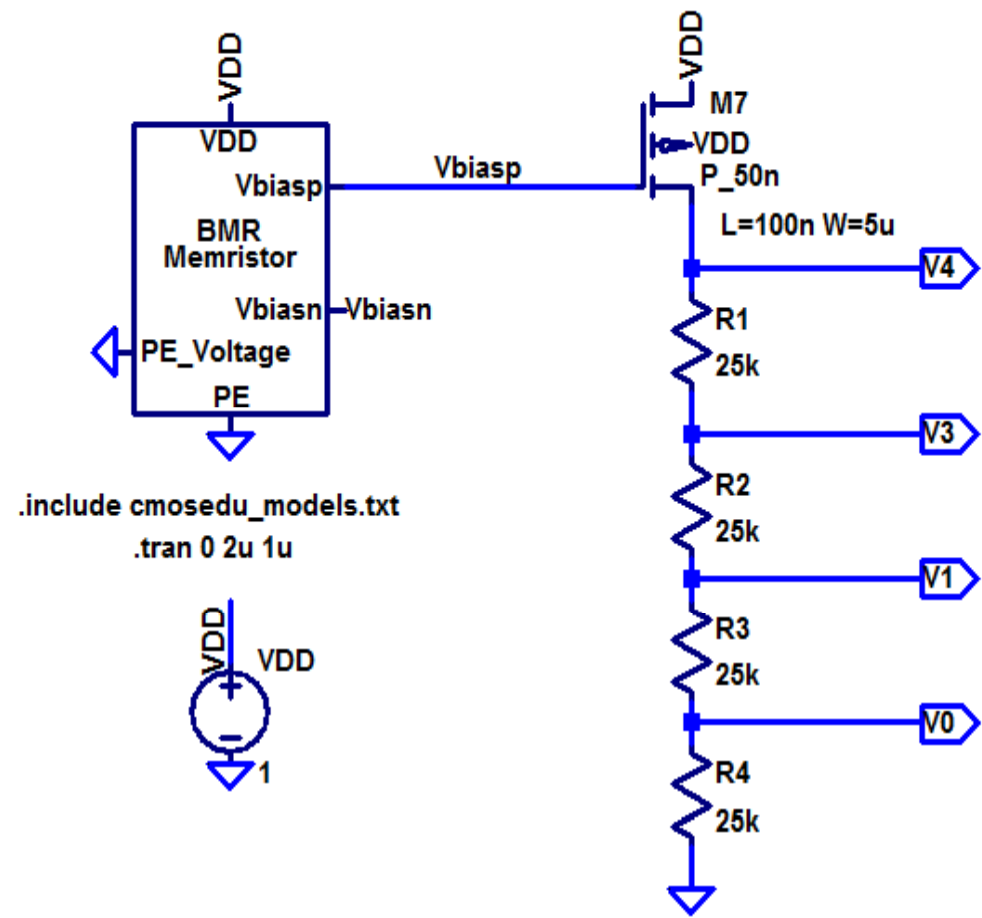 VDD
VDD
Vbiasp
BMR
Memristor
Vbiasn
Vbiasn
PE_Voltage
PE
Vbiasp
VDD
M7
VDD
P_50n
L=100n W=5u
V4
R1
25k
V3
R2
25k
V1
R3
25k
V0
R4
25k
.include cmosedu_models.txt
.tran 0 2u 1u
VDD
VDD
1